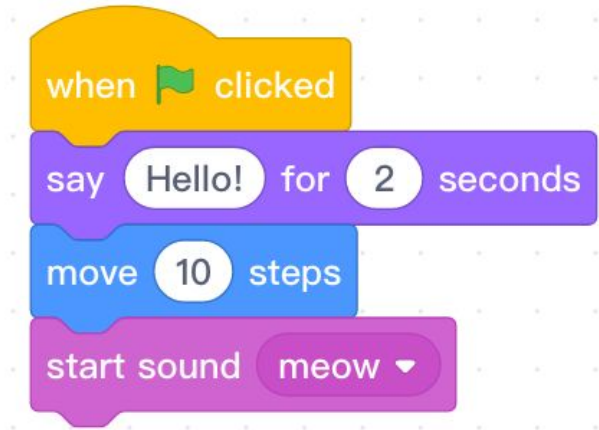 when clicked
say Hello! for 2 seconds
move 10 steps
start sound meow